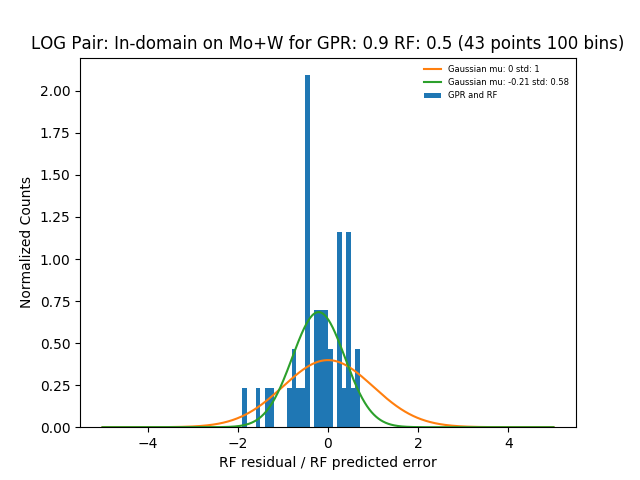 LOG Pair: In-domain on Mo+W for GPR: 0.9 RF: 0.5 (43 points 100 bins)
Gaussian mu: 0 std: 1
Gaussian mu: -0.21 std: 0.58
GPR and RF
Normalized Counts
2.00
1.75
1.50
1.25
1.00
0.75
0.50
0.25
0.00
−4
−2
0
2
4
RF residual / RF predicted error